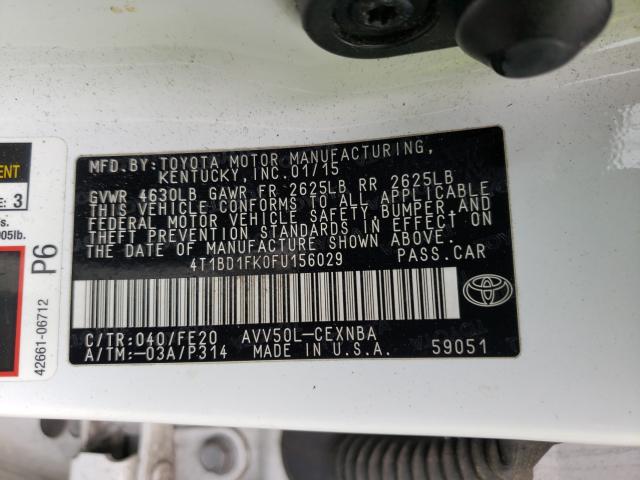 ENT
E: 3
905lb.
P6
42661-06712
MFD.BY: TOYOTA MOTOR MANUFACTURING,
KENTUCKY, INC. 01/15
GVWR 4630LB GAWR FR 2625LB RR 2625LB
THIS VEHICLE CONFORMS TO ALL APPLICABLE
FEDERAL MOTOR VEHICLE SAFETY, BUMPER AND
THEFT PREVENTION STANDARDS IN EFFECT ON
THE DATE OF MANUFACTURE SHOWN ABOVE.
4T1BD1FK0FU156029 PASS.CAR
C/TR: 040/FE20 AVV50L-CEXNBA
A/TM:-03A/P314 MADE IN U.S.A. 59051